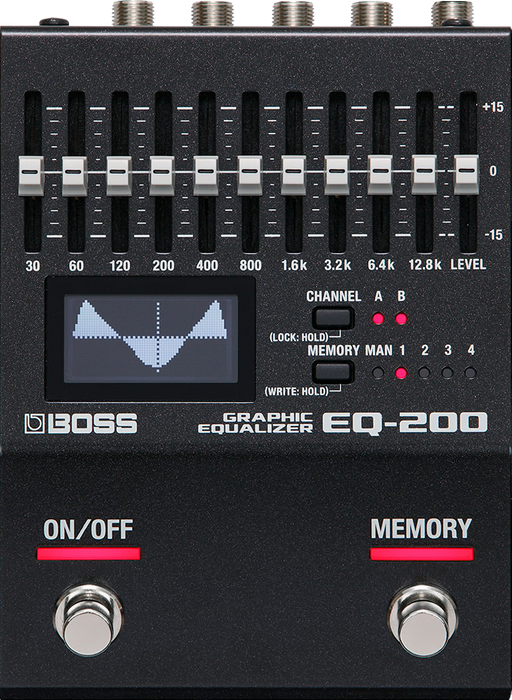 +15
0
-15
30 60 120 200 400 800 1.6k 3.2k 6.4k 12.8k LEVEL
CHANNEL A B
(LOCK: HOLD)
MEMORY MAN 1 2 3 4
(WRITE: HOLD)
BOSS
GRAPHIC
EQUALIZER EQ-200
ON/OFF MEMORY